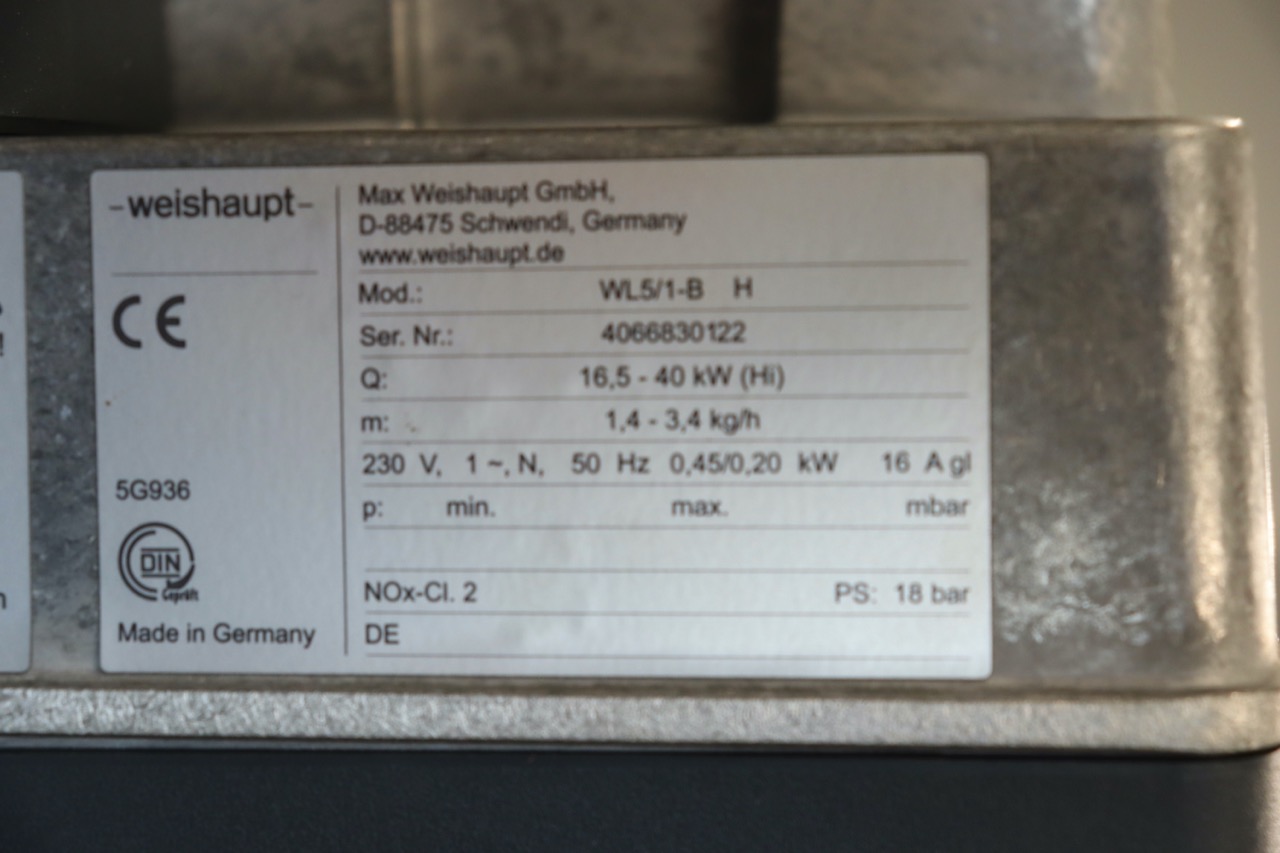 -weishaupt-
Max Weishaupt GmbH,
D-88475 Schwendi, Germany
www.weishaupt.de
Mod.: WL5/1-B H
Ser. Nr.: 4066830122
Q: 16,5 - 40 kW (Hi)
m: 1,4 - 3,4 kg/h
230 V, 1 ~, N, 50 Hz 0,45/0,20 kW 16 A gl
p: min. max. mbar
NOx-Cl. 2 PS: 18 bar
DE
CE
5G936
DIN
Geprüft
Made in Germany